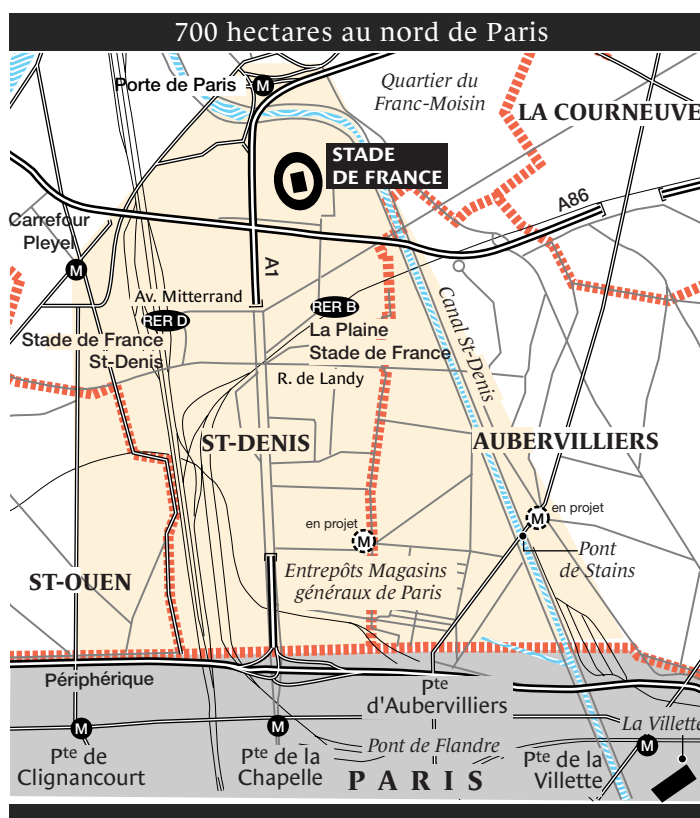 700 hectares au nord de Paris
Porte de Paris
M
Quartier du
Franc-Moisin
LA COURNEUVE
STADE
DE FRANCE
A86
Carrefour
Pleyel
M
A1
Av. Mitterrand
RER D
RER B
Stade de France
St-Denis
La Plaine
Stade de France
Canal St-Denis
R. de Landy
ST-DENIS
AUBERVILLIERS
en projet
M
en projet
M
Pont
de Stains
Entrepôts Magasins
généraux de Paris
ST-OUEN
Périphérique
Pte
d'Aubervilliers
La Villette
M
M
M
Pte de
Clignancourt
Pte de la
Chapelle
Pont de Flandre
Pte de la
Villette
PARIS